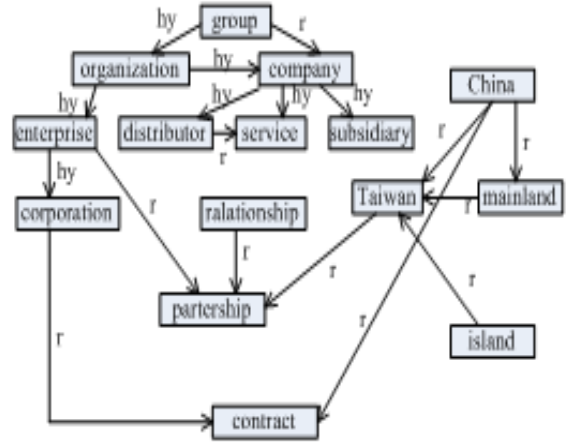 group
hy
r
organization
hy
company
hy
hy
hy
hy
China
enterprise
distributor
r
service
subsidiary
r
r
hy
r
Taiwan
r
mainland
corporation
ralationship
r
r
r
partership
r
r
island
contract